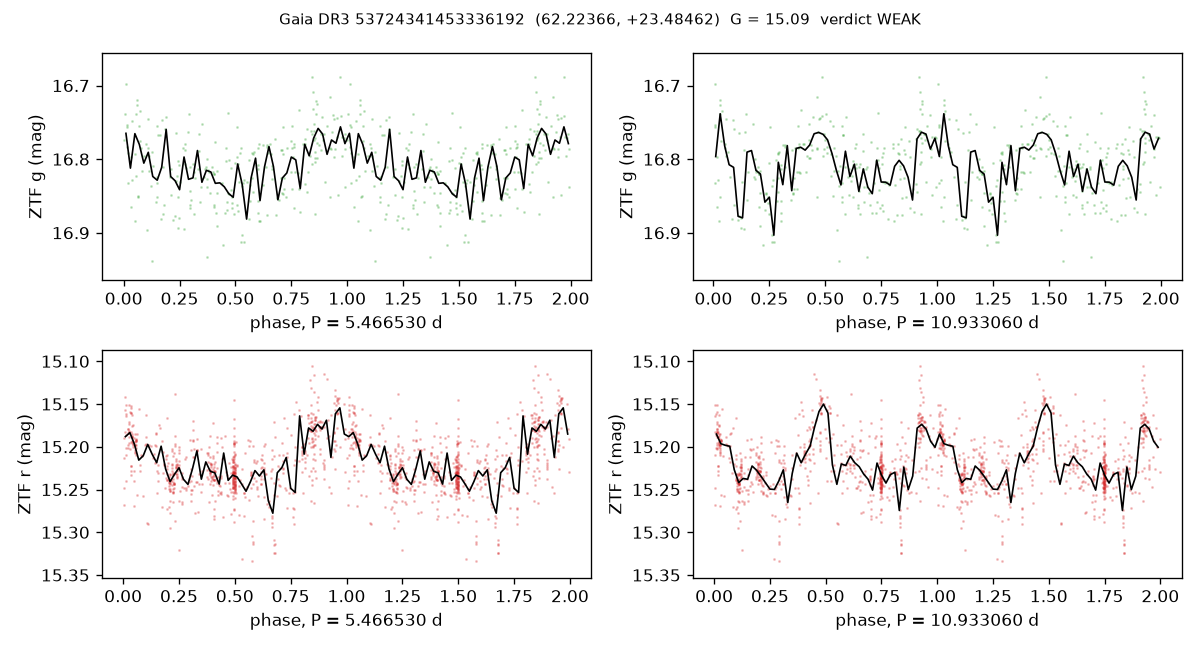 Gaia DR3 53724341453336192  (62.22366, +23.48462)  G = 15.09  verdict WEAK
ZTF g (mag)
16.7
16.8
16.9
0.00 0.25 0.50 0.75 1.00 1.25 1.50 1.75 2.00
phase, P = 5.466530 d
ZTF g (mag)
16.7
16.8
16.9
0.00 0.25 0.50 0.75 1.00 1.25 1.50 1.75 2.00
phase, P = 10.933060 d
ZTF r (mag)
15.10
15.15
15.20
15.25
15.30
15.35
0.00 0.25 0.50 0.75 1.00 1.25 1.50 1.75 2.00
phase, P = 5.466530 d
ZTF r (mag)
15.10
15.15
15.20
15.25
15.30
15.35
0.00 0.25 0.50 0.75 1.00 1.25 1.50 1.75 2.00
phase, P = 10.933060 d